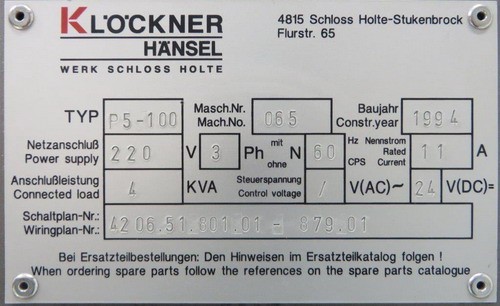 KLÖCKNER
HÄNSEL
WERK SCHLOSS HOLTE
4815 Schloss Holte-Stukenbrock
Flurstr. 65
TYP P5-100 Masch.Nr. Mach.No. 065 Baujahr Constr.year 1994
Netzanschluß Power supply 220 V 3 Ph mit ohne N 60 Hz CPS Nennstrom Rated Current 11 A
Anschlußleistung Connected load 4 KVA Steuerspannung Control voltage / V(AC)~ 24 V(DC)=
Schaltplan-Nr.: Wiringplan-Nr.: 4206.51.801.01 - 879.01
Bei Ersatzteilbestellungen: Den Hinweisen im Ersatzteilkatalog folgen !
When ordering spare parts follow the references on the spare parts catalogue